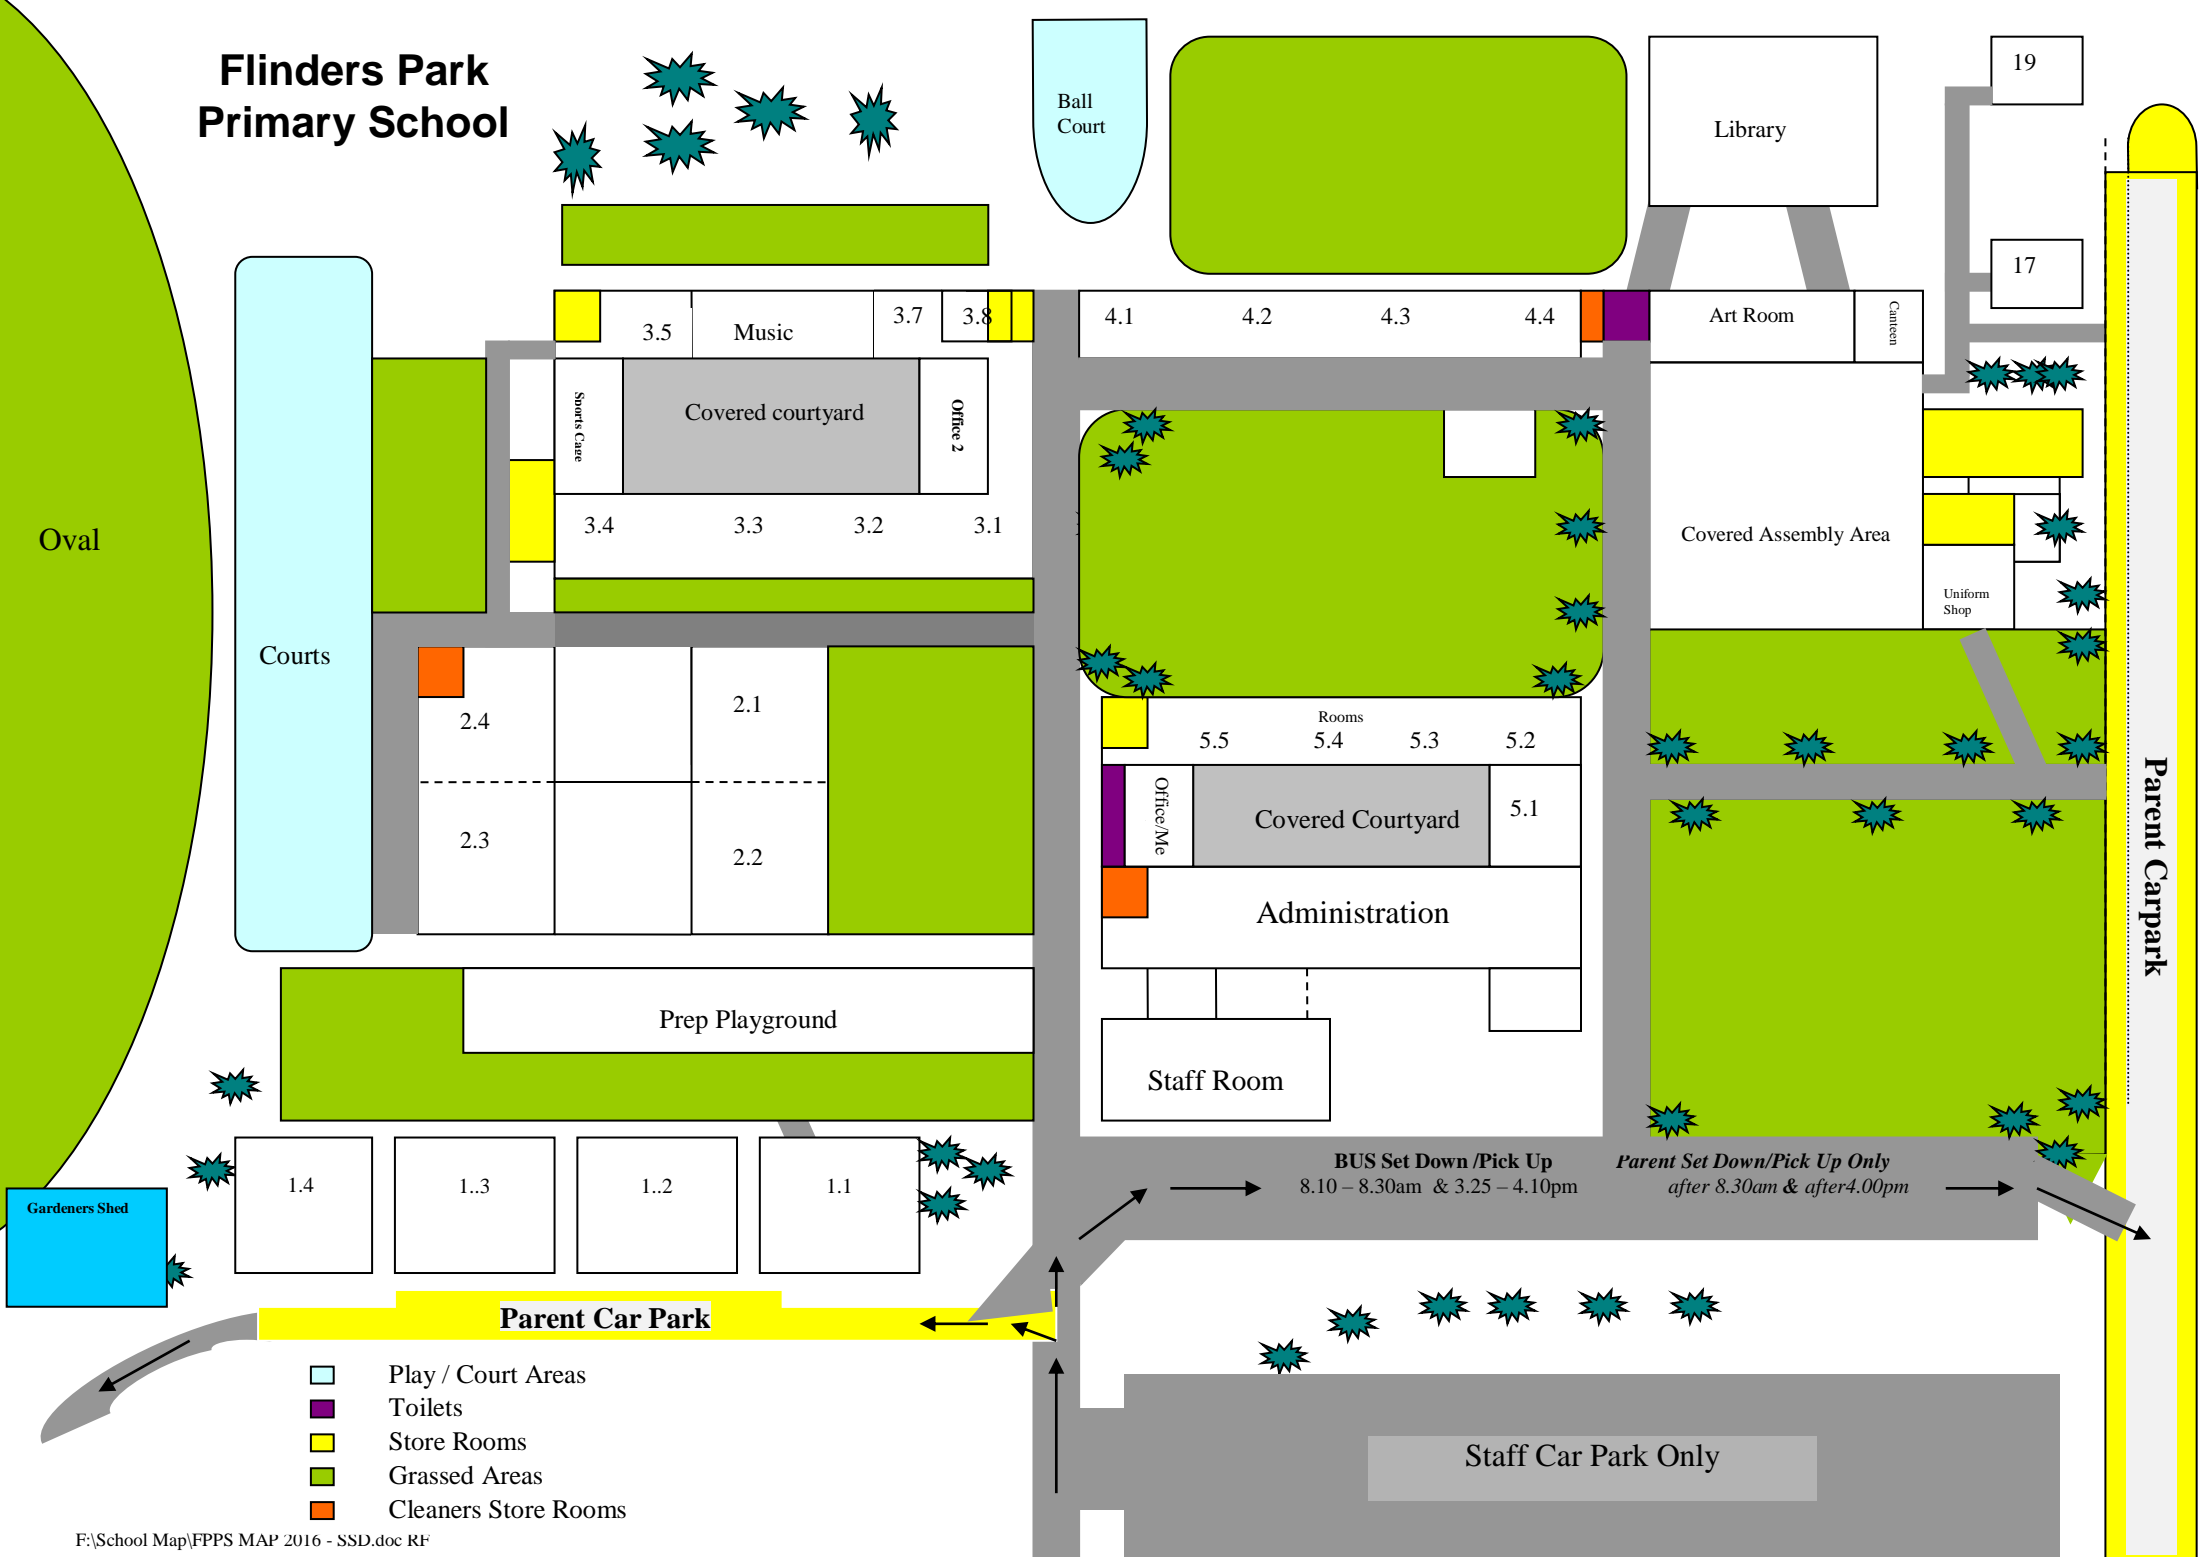 Flinders Park
Primary School
Ball
Court
Library
19
17
3.5
Music
3.7
3.8
4.1
4.2
4.3
4.4
Art Room
Canteen
Sports Cage
Covered courtyard
Office 2
3.4
3.3
3.2
3.1
Oval
Courts
Covered Assembly Area
Uniform
Shop
2.4
2.1
2.3
2.2
Rooms
5.5
5.4
5.3
5.2
Office/Me
Covered Courtyard
5.1
Administration
Parent Carpark
Prep Playground
Staff Room
1.4
1..3
1..2
1.1
Gardeners Shed
BUS Set Down /Pick Up
8.10 – 8.30am & 3.25 – 4.10pm
Parent Set Down/Pick Up Only
after 8.30am & after4.00pm
Parent Car Park
Play / Court Areas
Toilets
Store Rooms
Grassed Areas
Cleaners Store Rooms
Staff Car Park Only
F:\School Map\FPPS MAP 2016 - SSD.doc RF